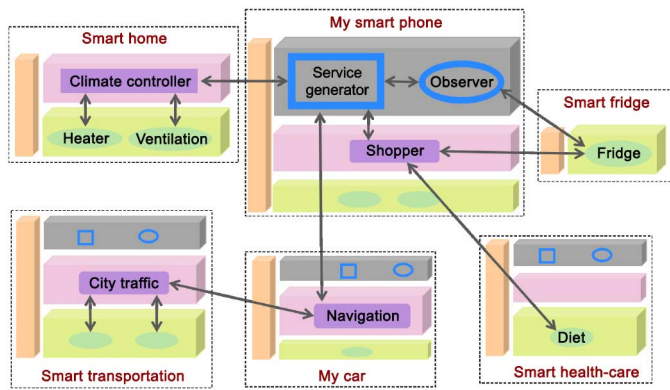 My smart phone
Smart home
Climate controller
Heater
Ventilation
Service
generator
Observer
Shopper
Smart fridge
Fridge
City traffic
Smart transportation
Navigation
My car
Diet
Smart health-care